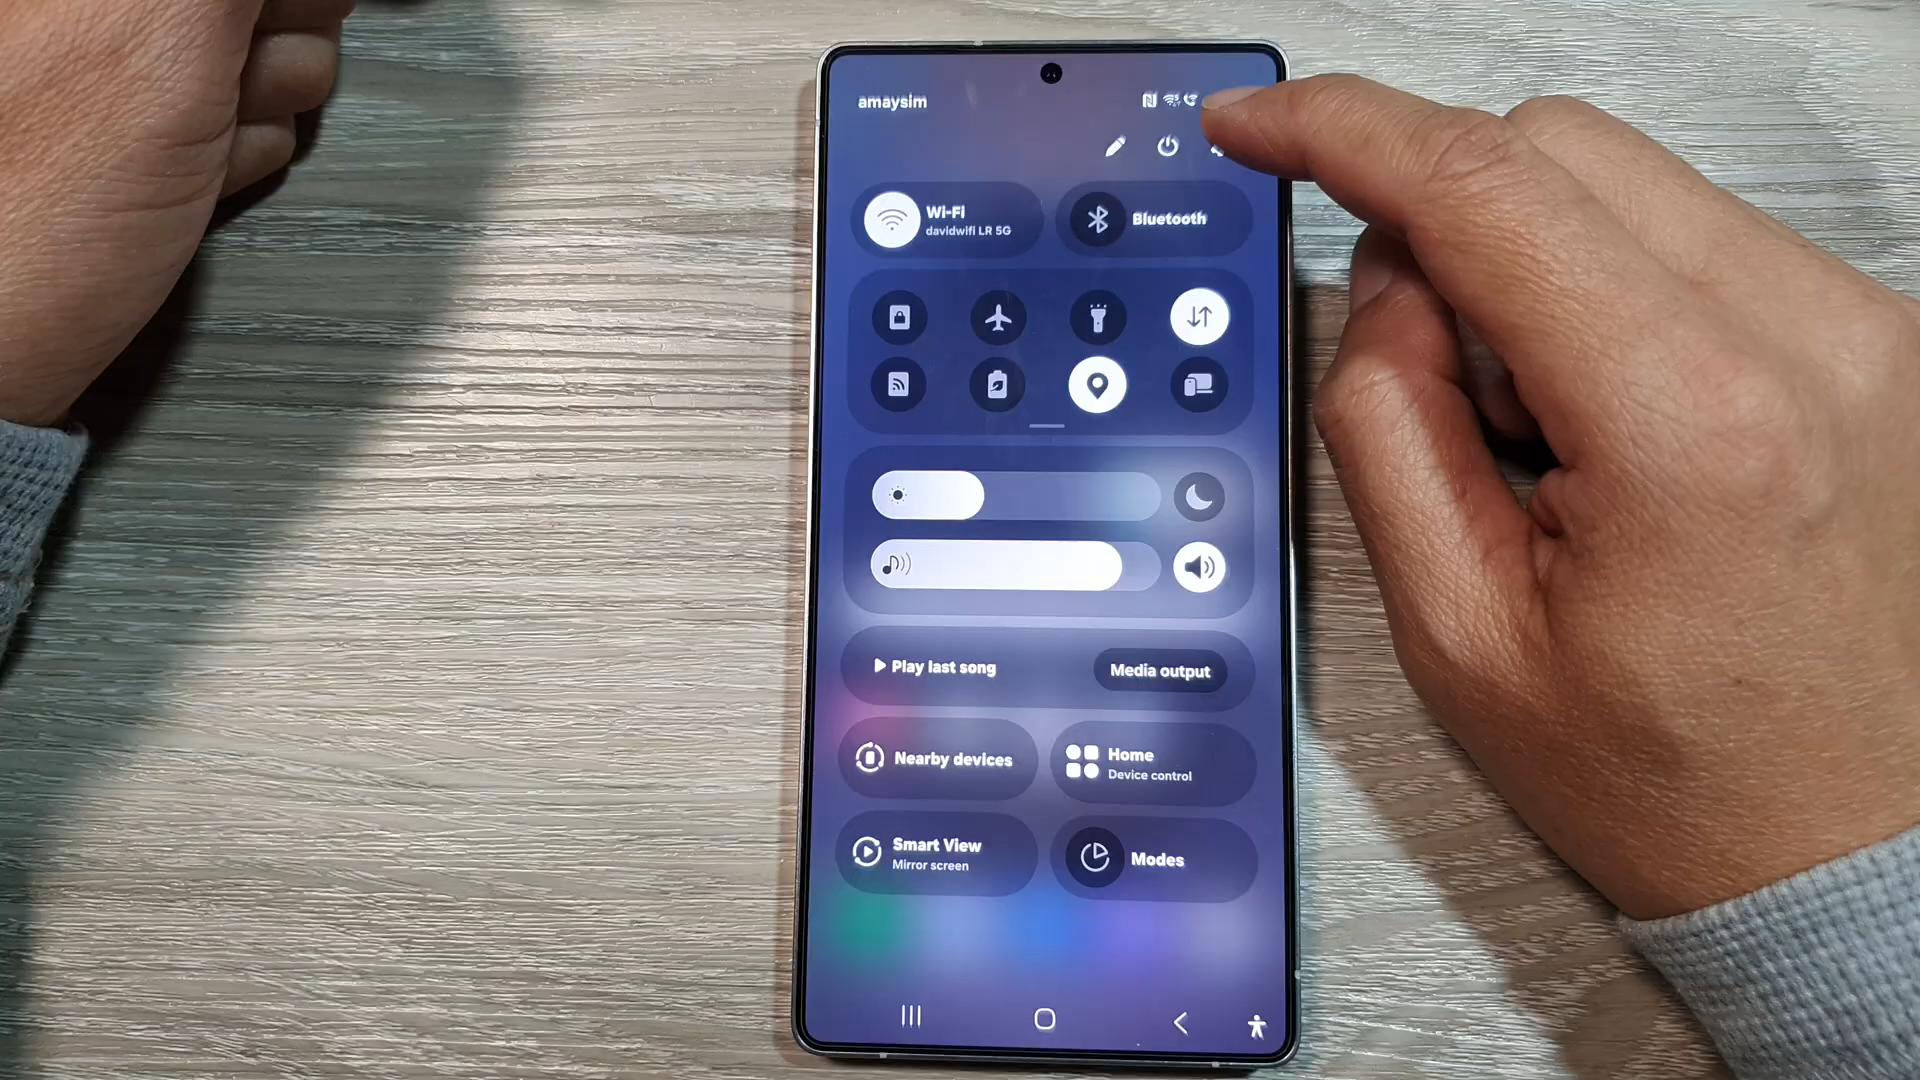 amaysim
Wi-Fi
davidwifi LR 5G
Bluetooth
Play last song
Media output
Nearby devices
Home
Device control
Smart View
Mirror screen
Modes